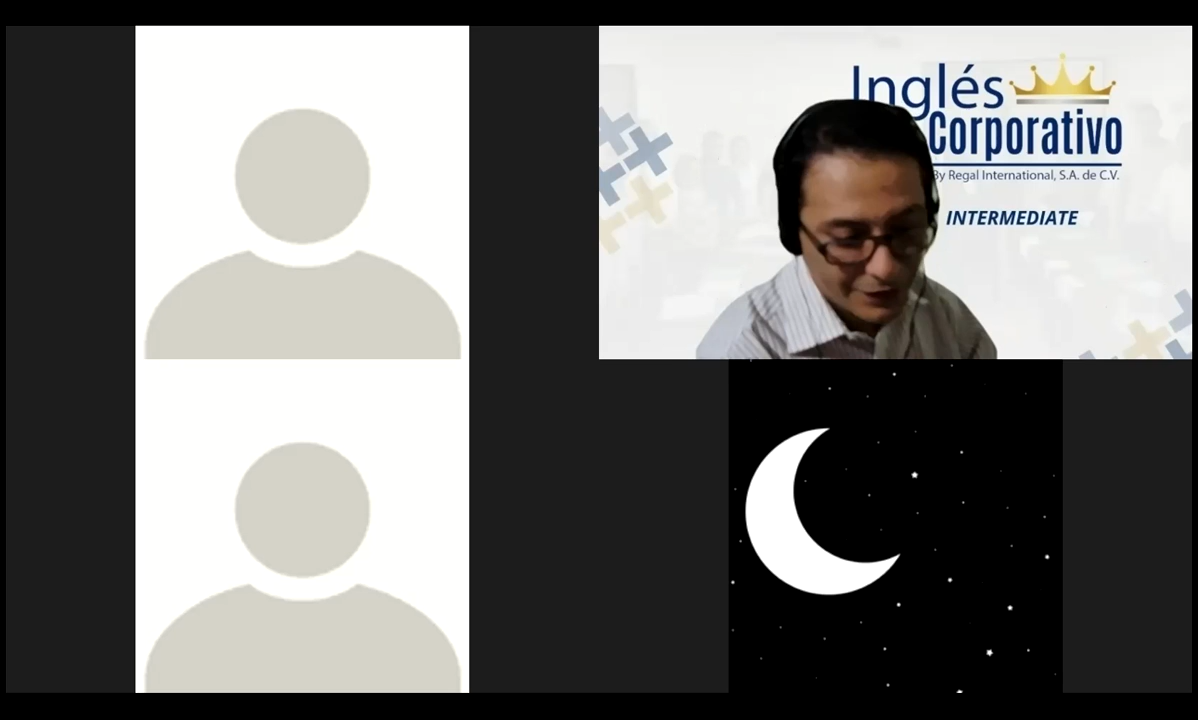 Inglés
Corporativo
By Regal International, S.A. de C.V.
INTERMEDIATE